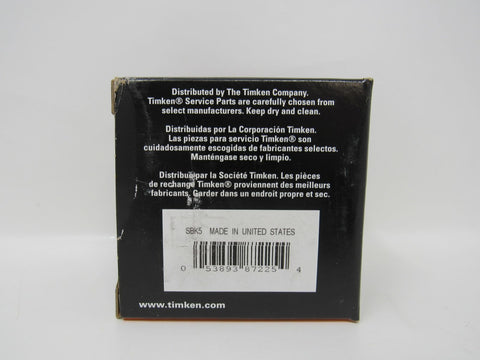 Distributed by The Timken Company.
Timken® Service Parts are carefully chosen from
select manufacturers. Keep dry and clean.
Distribuidas por La Corporación Timken.
Las piezas para servicio Timken® son
cuidadosamente escogidas de fabricantes selectos.
Manténgase seco y limpio.
Distribué par la Société Timken. Les pièces
de rechange Timken® proviennent des meilleurs
fabricants. Garder dans un endroit propre et sec.
SBK5 MADE IN UNITED STATES
0 53893 87225 4
www.timken.com